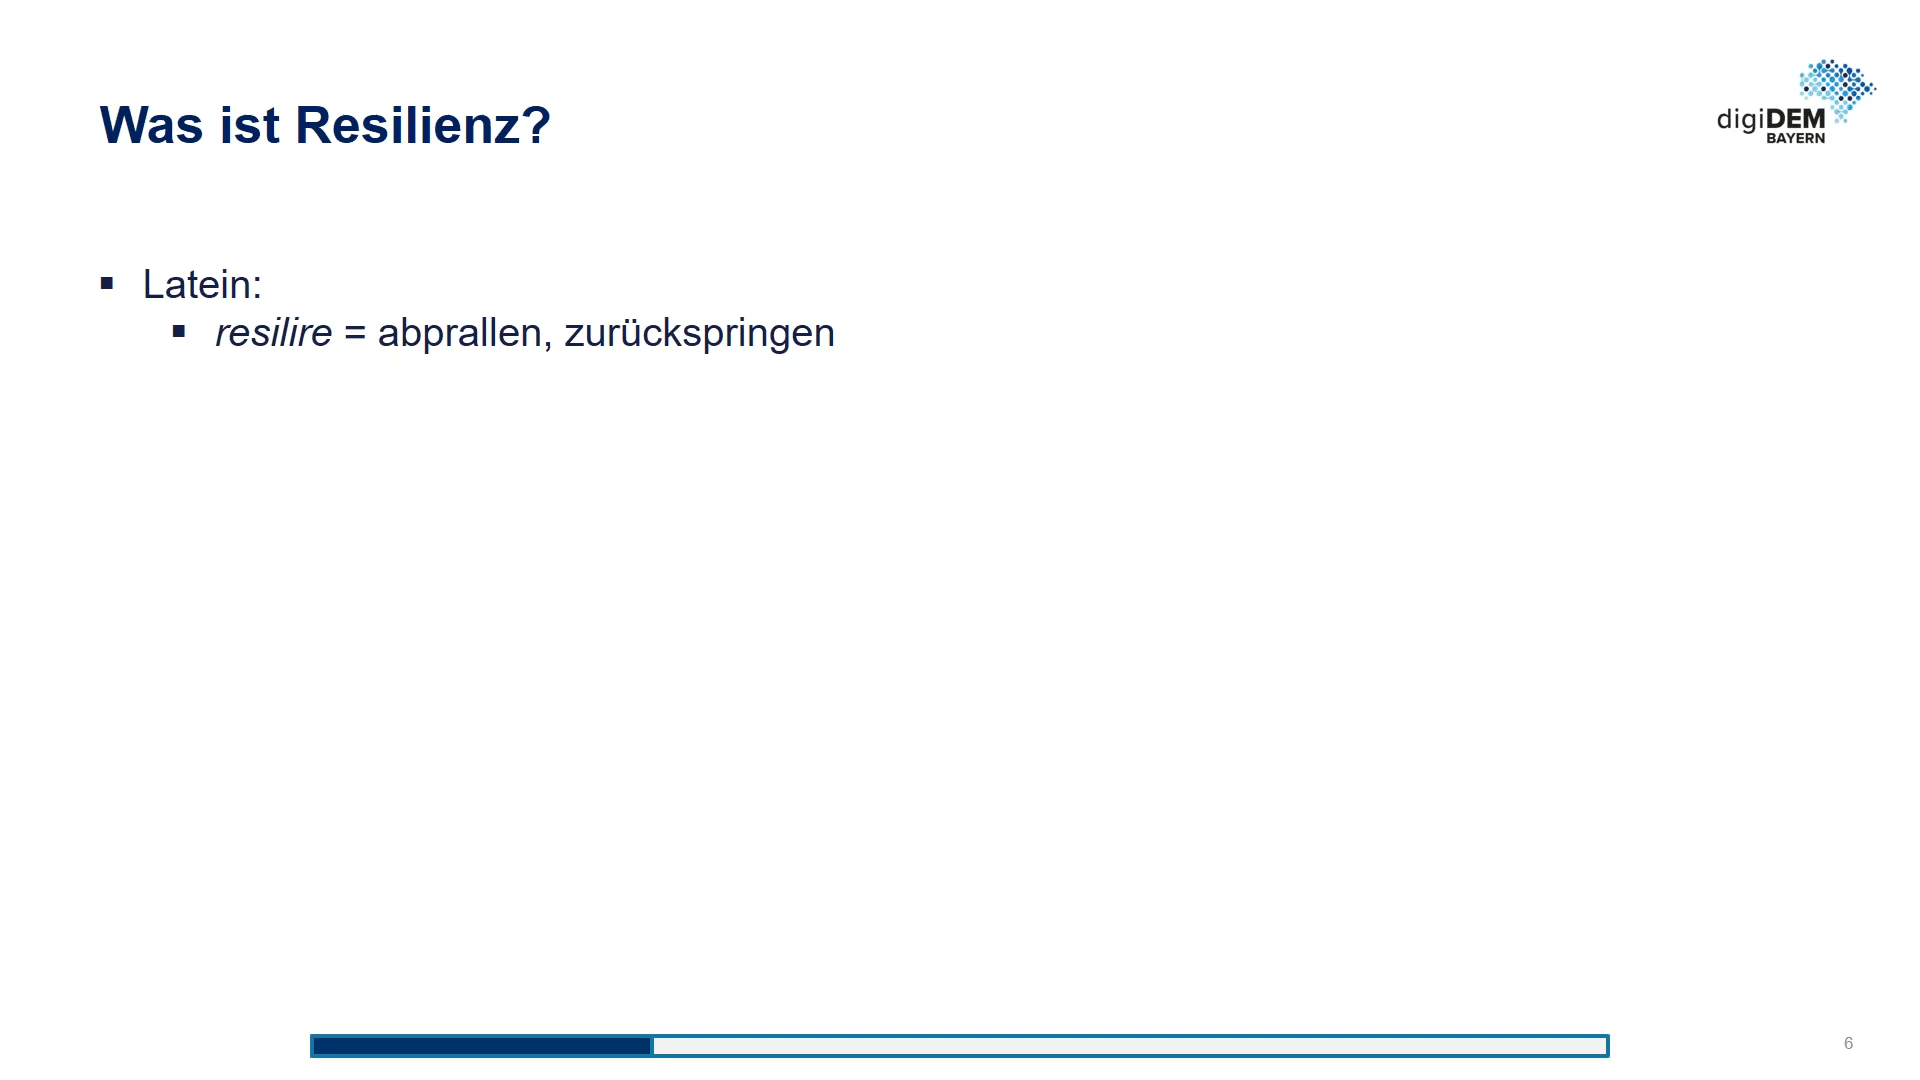 Was ist Resilienz?
digiDEM
BAYERN
▪ Latein:
▪ resilire = abprallen, zurückspringen
6